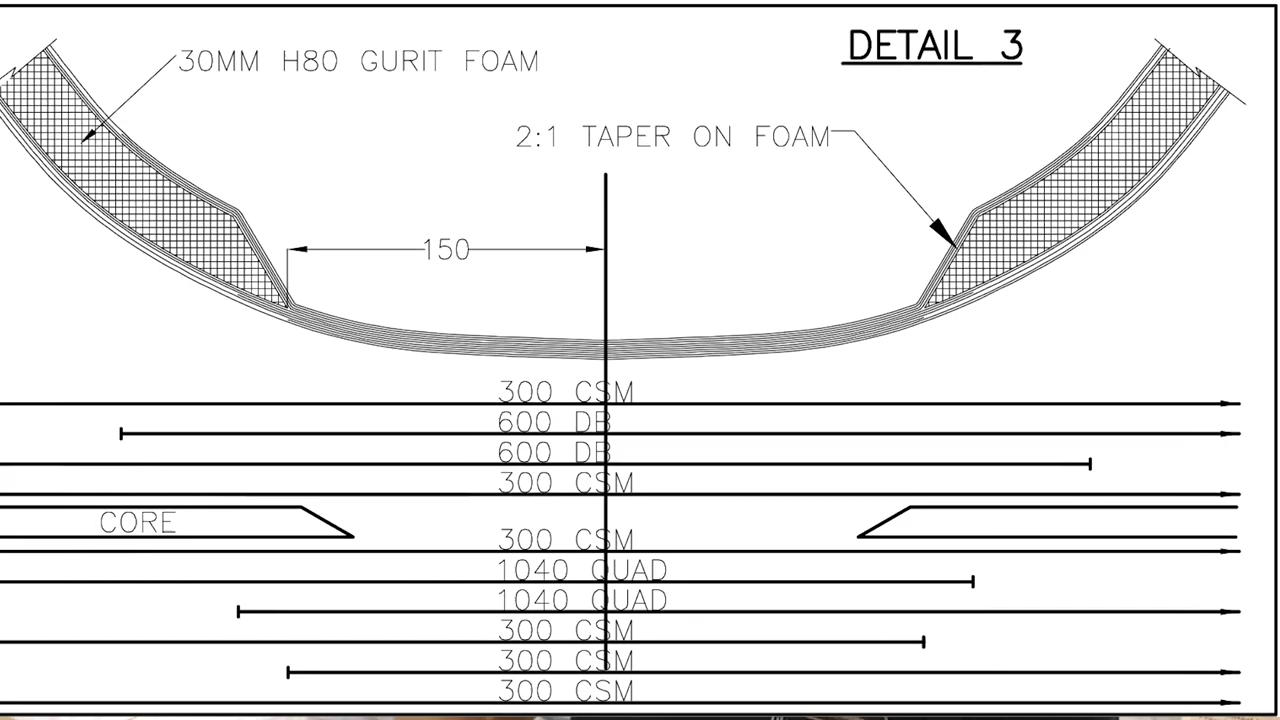 DETAIL 3
30MM H80 GURIT FOAM
2:1 TAPER ON FOAM
150
300 CSM
600 DB
600 DB
300 CSM
CORE
300 CSM
1040 QUAD
1040 QUAD
300 CSM
300 CSM
300 CSM